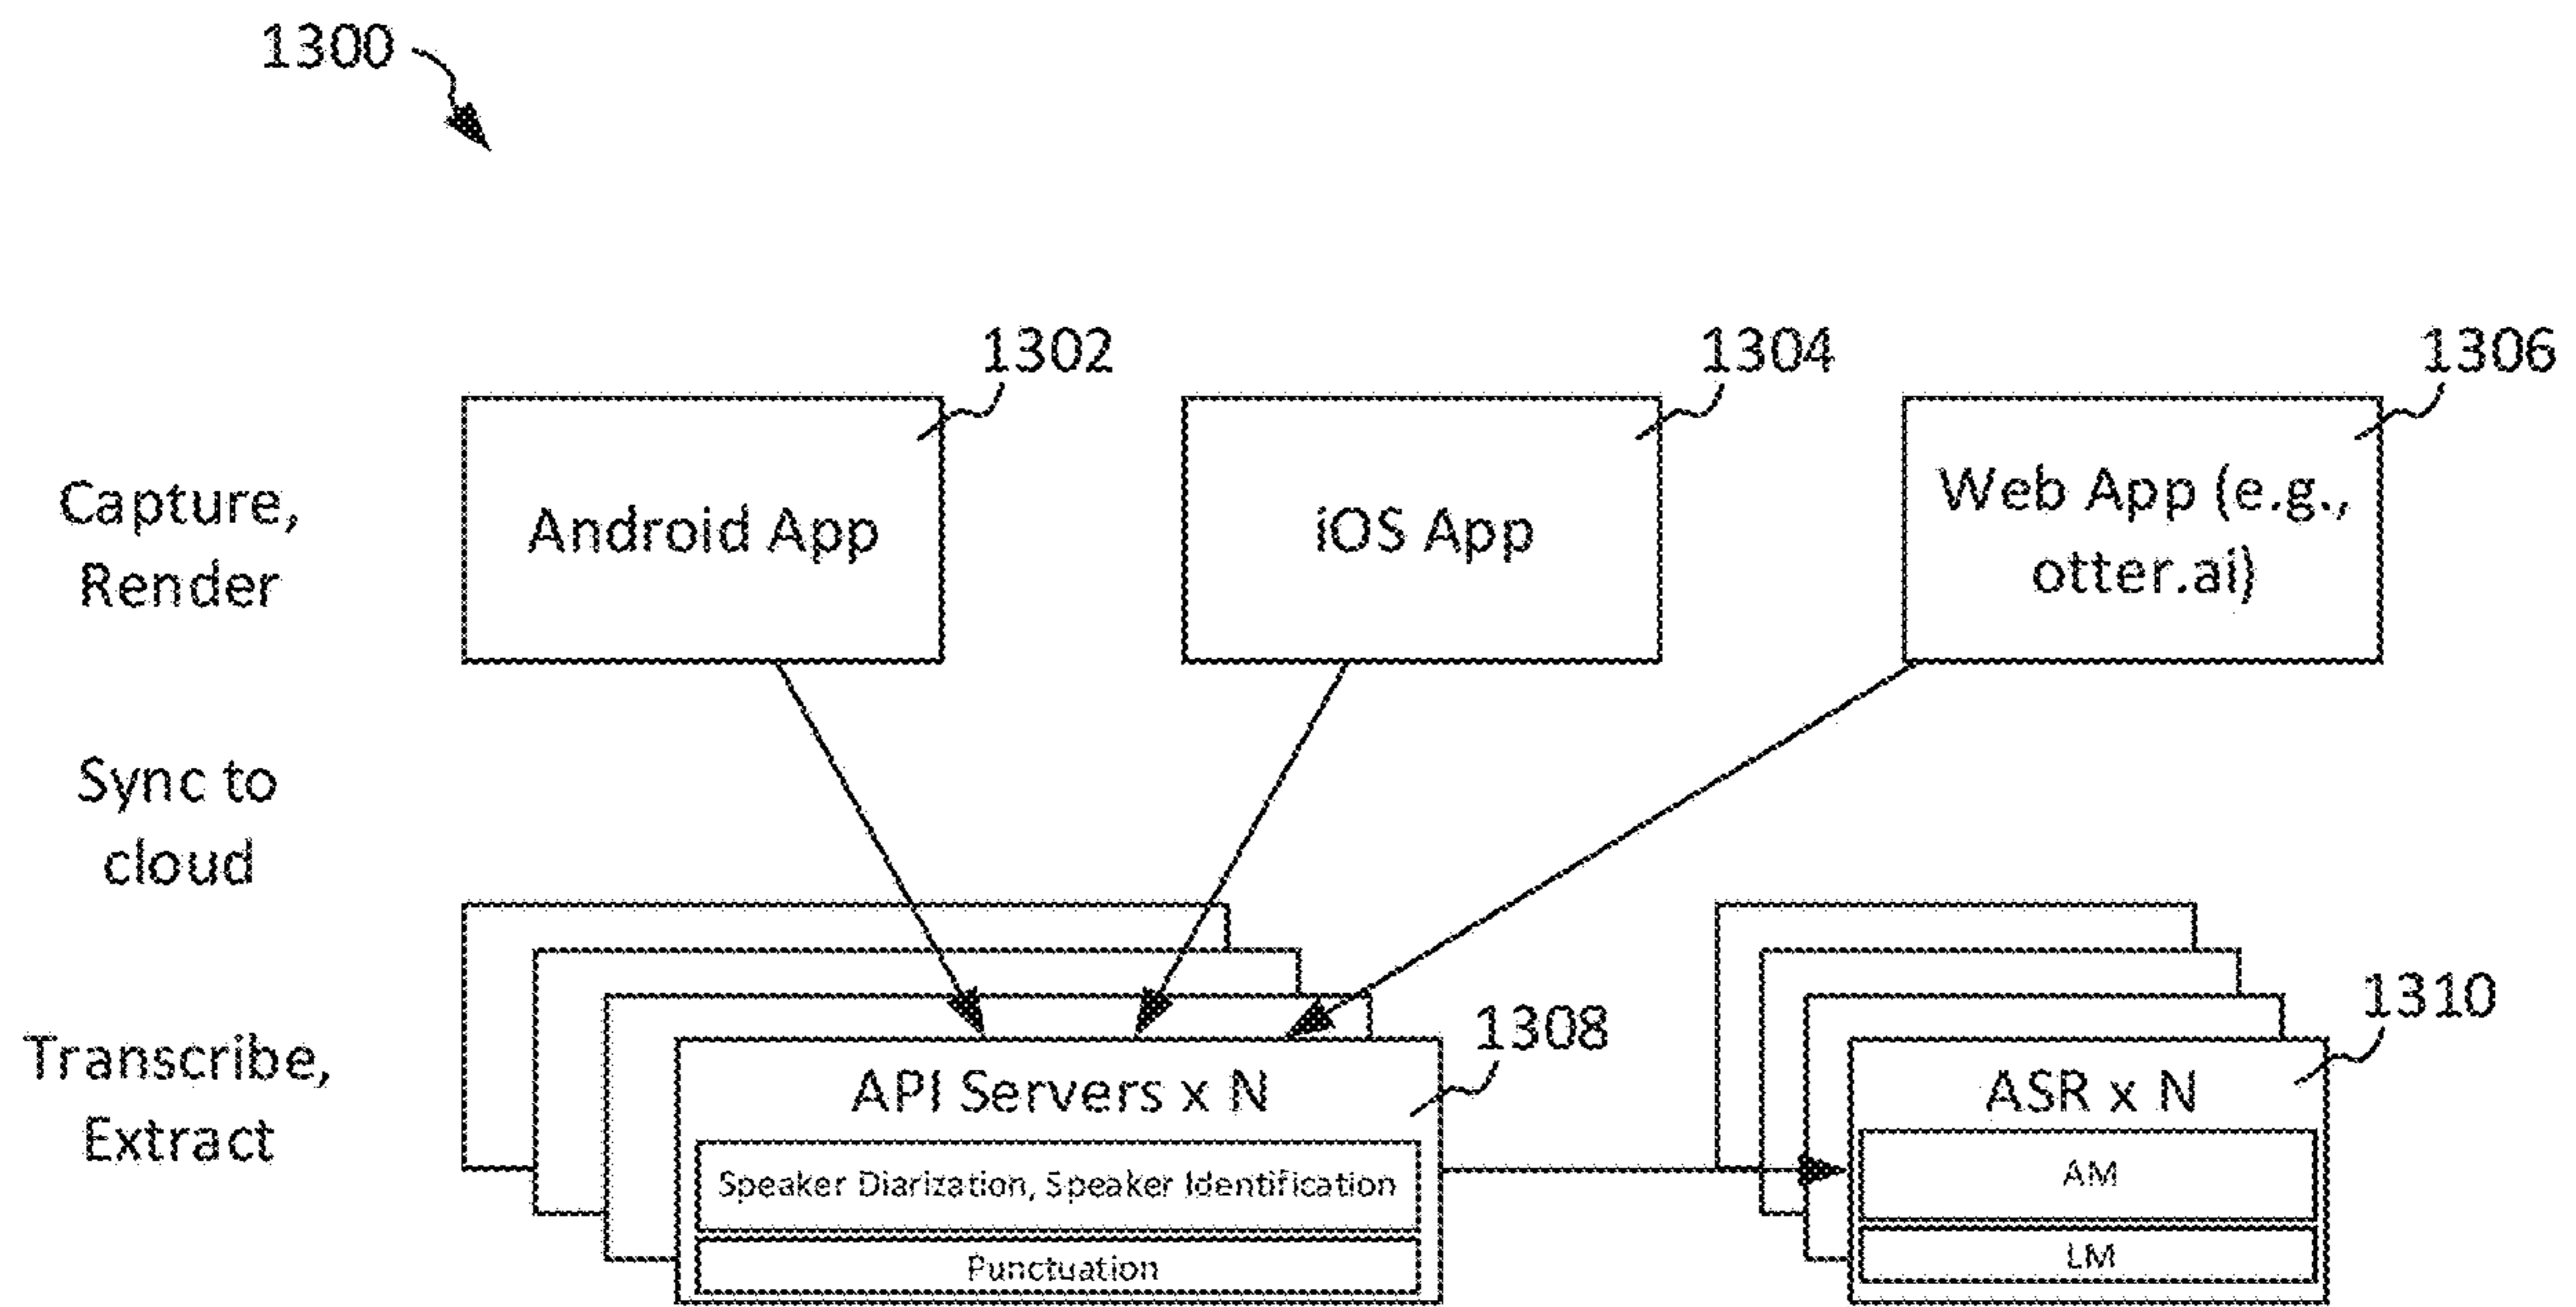 1300
1302
1304
1306
Capture,
Render
Android App
iOS App
Web App (e.g.,
otter.ai)
Sync to
cloud
Transcribe,
Extract
1308
API Servers x N
Speaker Diarization, Speaker Identification
Punctuation
1310
ASR x N
AM
LM